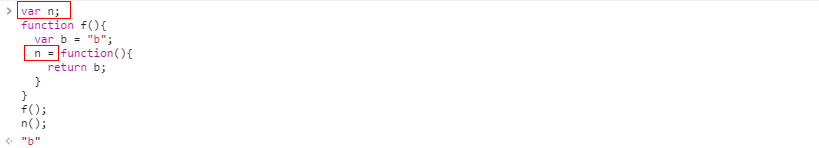 > var n;
function f(){
  var b = "b";
  n = function(){
    return b;
  }
}
f();
n();
"b"